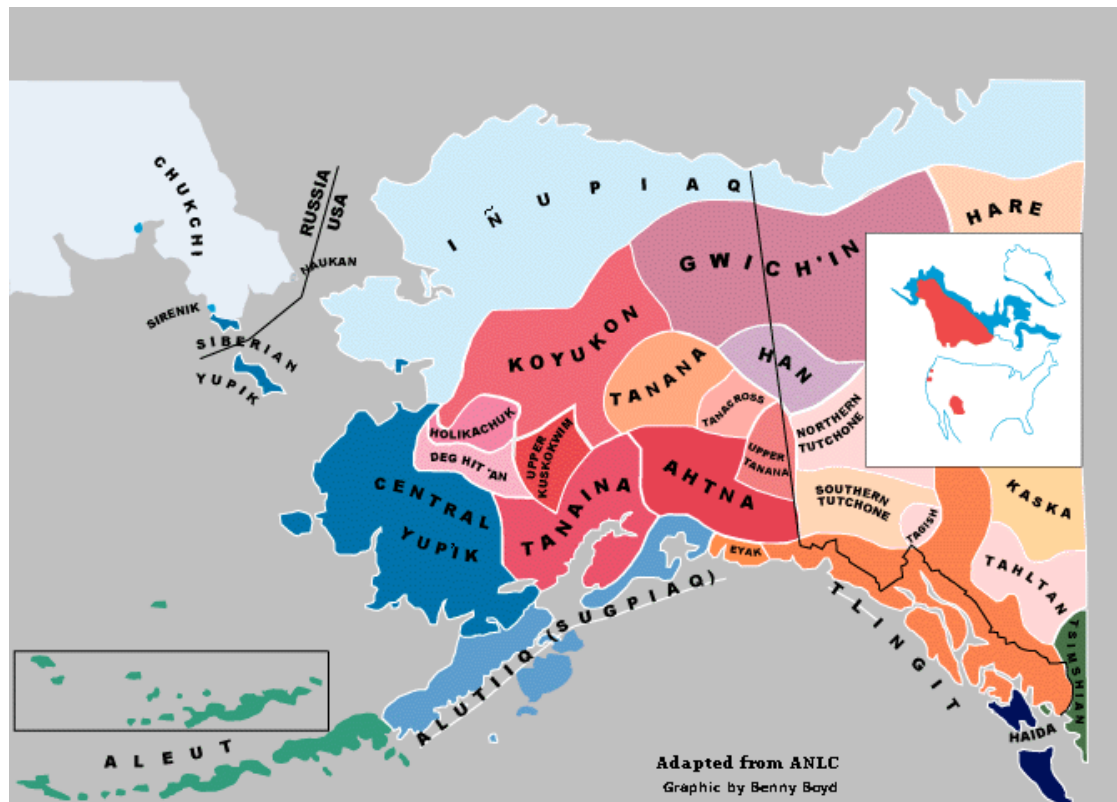 CHUKCHI
RUSSIA
USA
NAUKAN
SIRENIK
SIBERIAN
YUPIK
IÑUPIAQ
GWICH'IN
HARE
KOYUKON
TANANA
HAN
TANACROSS
NORTHERN
TUTCHONE
HOLIKACHUK
DEG HIT'AN
UPPER
KUSKOKWIM
UPPER
TANANA
AHTNA
TANAINA
CENTRAL
YUP'IK
SOUTHERN
TUTCHONE
TAGISH
KASKA
TAHLTAN
EYAK
TLINGIT
TSIMSHIAN
HAIDA
ALUTIIQ (SUGPIAQ)
ALEUT
Adapted from ANLC
Graphic by Benny Boyd